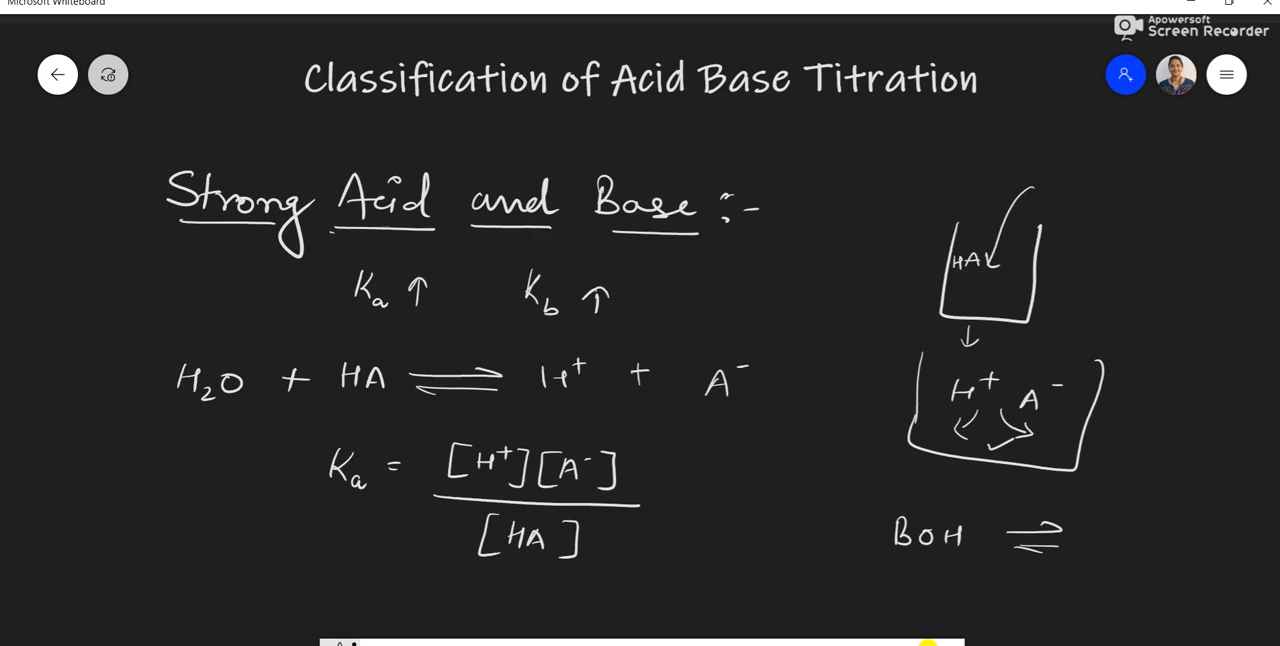 Microsoft Whiteboard
Apowersoft
Screen Recorder
Classification of Acid Base Titration
Strong Acid and Base :-
Ka ↑ Kb ↑
H₂O + HA ⇌ H⁺ + A⁻
Ka = [H⁺][A⁻]
[HA]
HA
↓
H⁺ A⁻
BOH ⇌